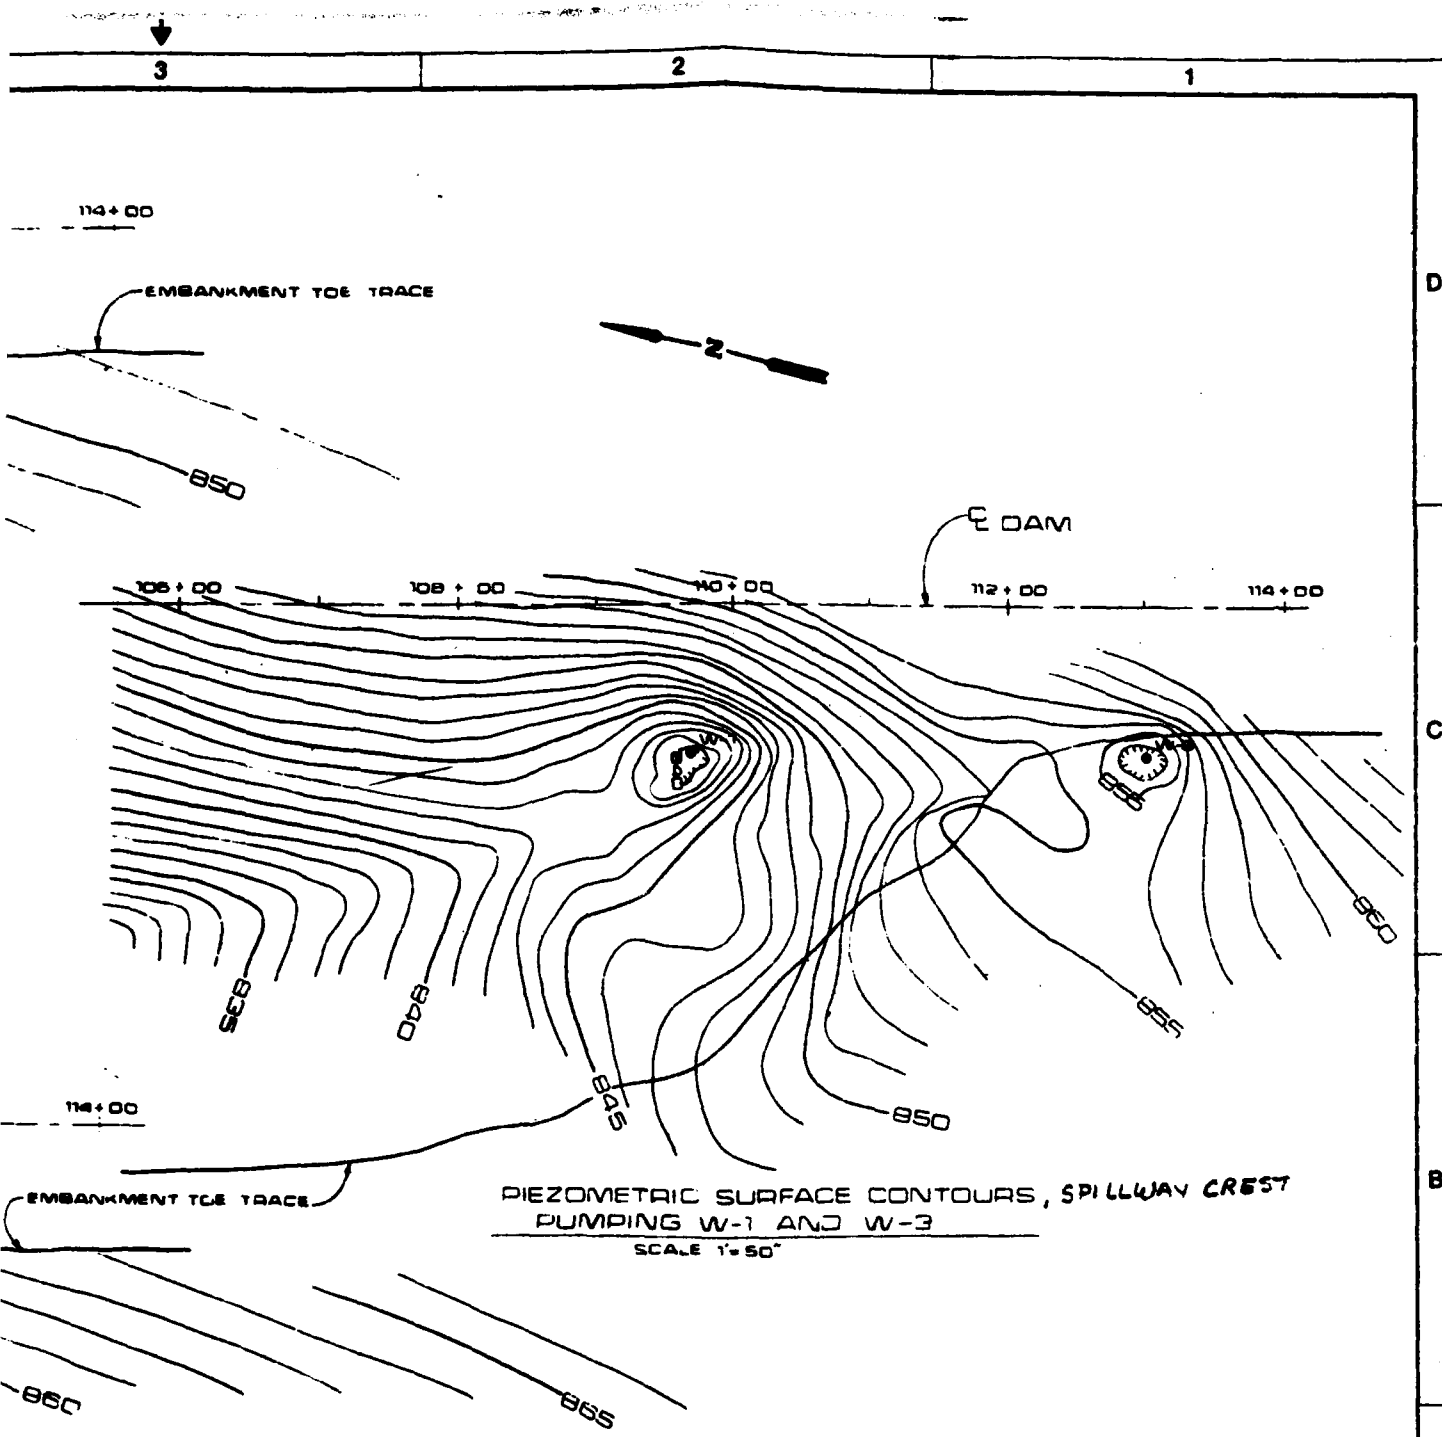 3 2 1
114+00
D
EMBANKMENT TOE TRACE
N
850
℄ DAM
106+00 108+00 110+00 112+00 114+00
C
W-1
W-3
855
860
835
840
855
845
114+00
850
B
EMBANKMENT TOE TRACE
PIEZOMETRIC SURFACE CONTOURS, SPILLWAY CREST
PUMPING W-1 AND W-3
SCALE 1"=50'
860
865